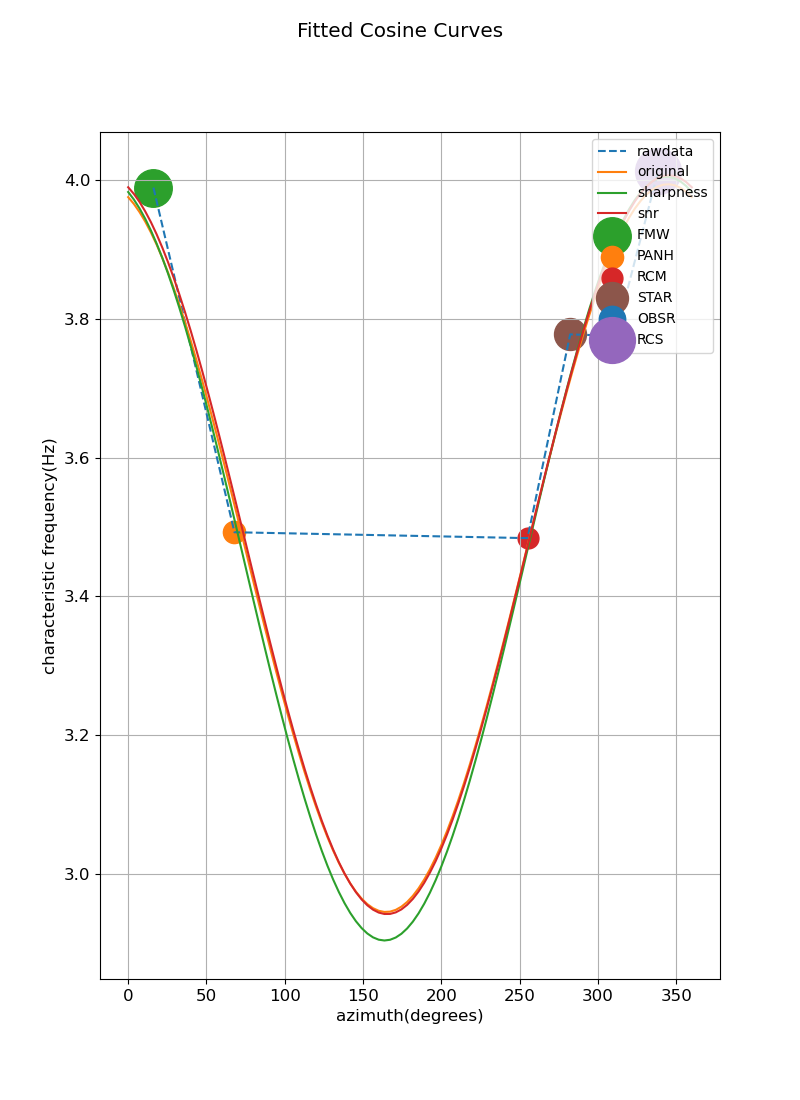 Fitted Cosine Curves
rawdata
original
sharpness
snr
FMW
PANH
RCM
STAR
OBSR
RCS
4.0
3.8
3.6
3.4
3.2
3.0
characteristic frequency(Hz)
0 50 100 150 200 250 300 350
azimuth(degrees)